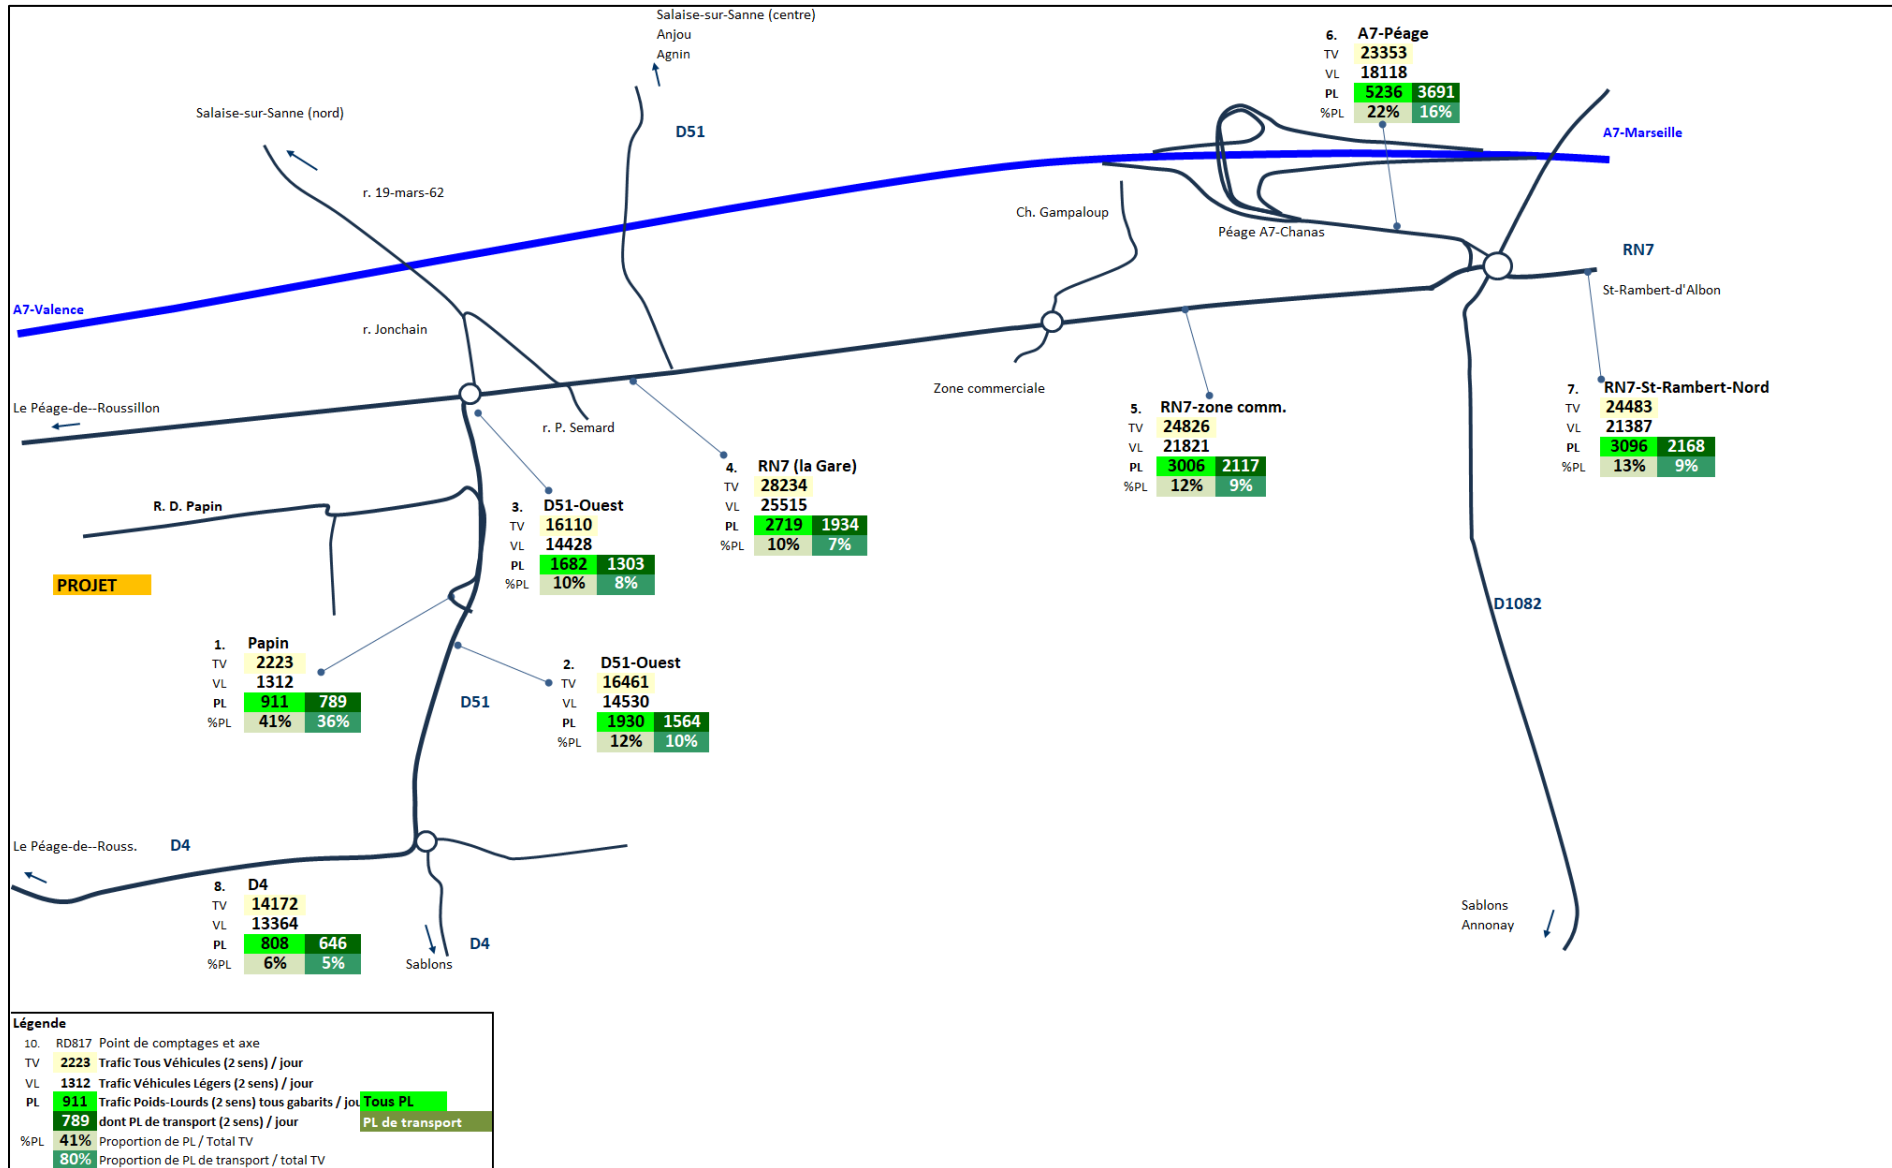 Salaise-sur-Sanne (centre)
Anjou
Agnin
D51
Salaise-sur-Sanne (nord)
r. 19-mars-62
6. A7-Péage
TV 23353
VL 18118
PL 5236 3691
%PL 22% 16%
A7-Marseille
Ch. Gampaloup
Péage A7-Chanas
RN7
St-Rambert-d'Albon
A7-Valence
r. Jonchain
Zone commerciale
Le Péage-de--Roussillon
r. P. Semard
7. RN7-St-Rambert-Nord
TV 24483
VL 21387
PL 3096 2168
%PL 13% 9%
5. RN7-zone comm.
TV 24826
VL 21821
PL 3006 2117
%PL 12% 9%
4. RN7 (la Gare)
TV 28234
VL 25515
PL 2719 1934
%PL 10% 7%
R. D. Papin
3. D51-Ouest
TV 16110
VL 14428
PL 1682 1303
%PL 10% 8%
PROJET
D1082
1. Papin
TV 2223
VL 1312
PL 911 789
%PL 41% 36%
D51
2. D51-Ouest
TV 16461
VL 14530
PL 1930 1564
%PL 12% 10%
Le Péage-de--Rouss.
D4
8. D4
TV 14172
VL 13364
PL 808 646
%PL 6% 5%
D4
Sablons
Sablons
Annonay
Légende
10. RD817 Point de comptages et axe
TV 2223 Trafic Tous Véhicules (2 sens) / jour
VL 1312 Trafic Véhicules Légers (2 sens) / jour
PL 911 Trafic Poids-Lourds (2 sens) tous gabarits / jou Tous PL
789 dont PL de transport (2 sens) / jour PL de transport
%PL 41% Proportion de PL / Total TV
80% Proportion de PL de transport / total TV